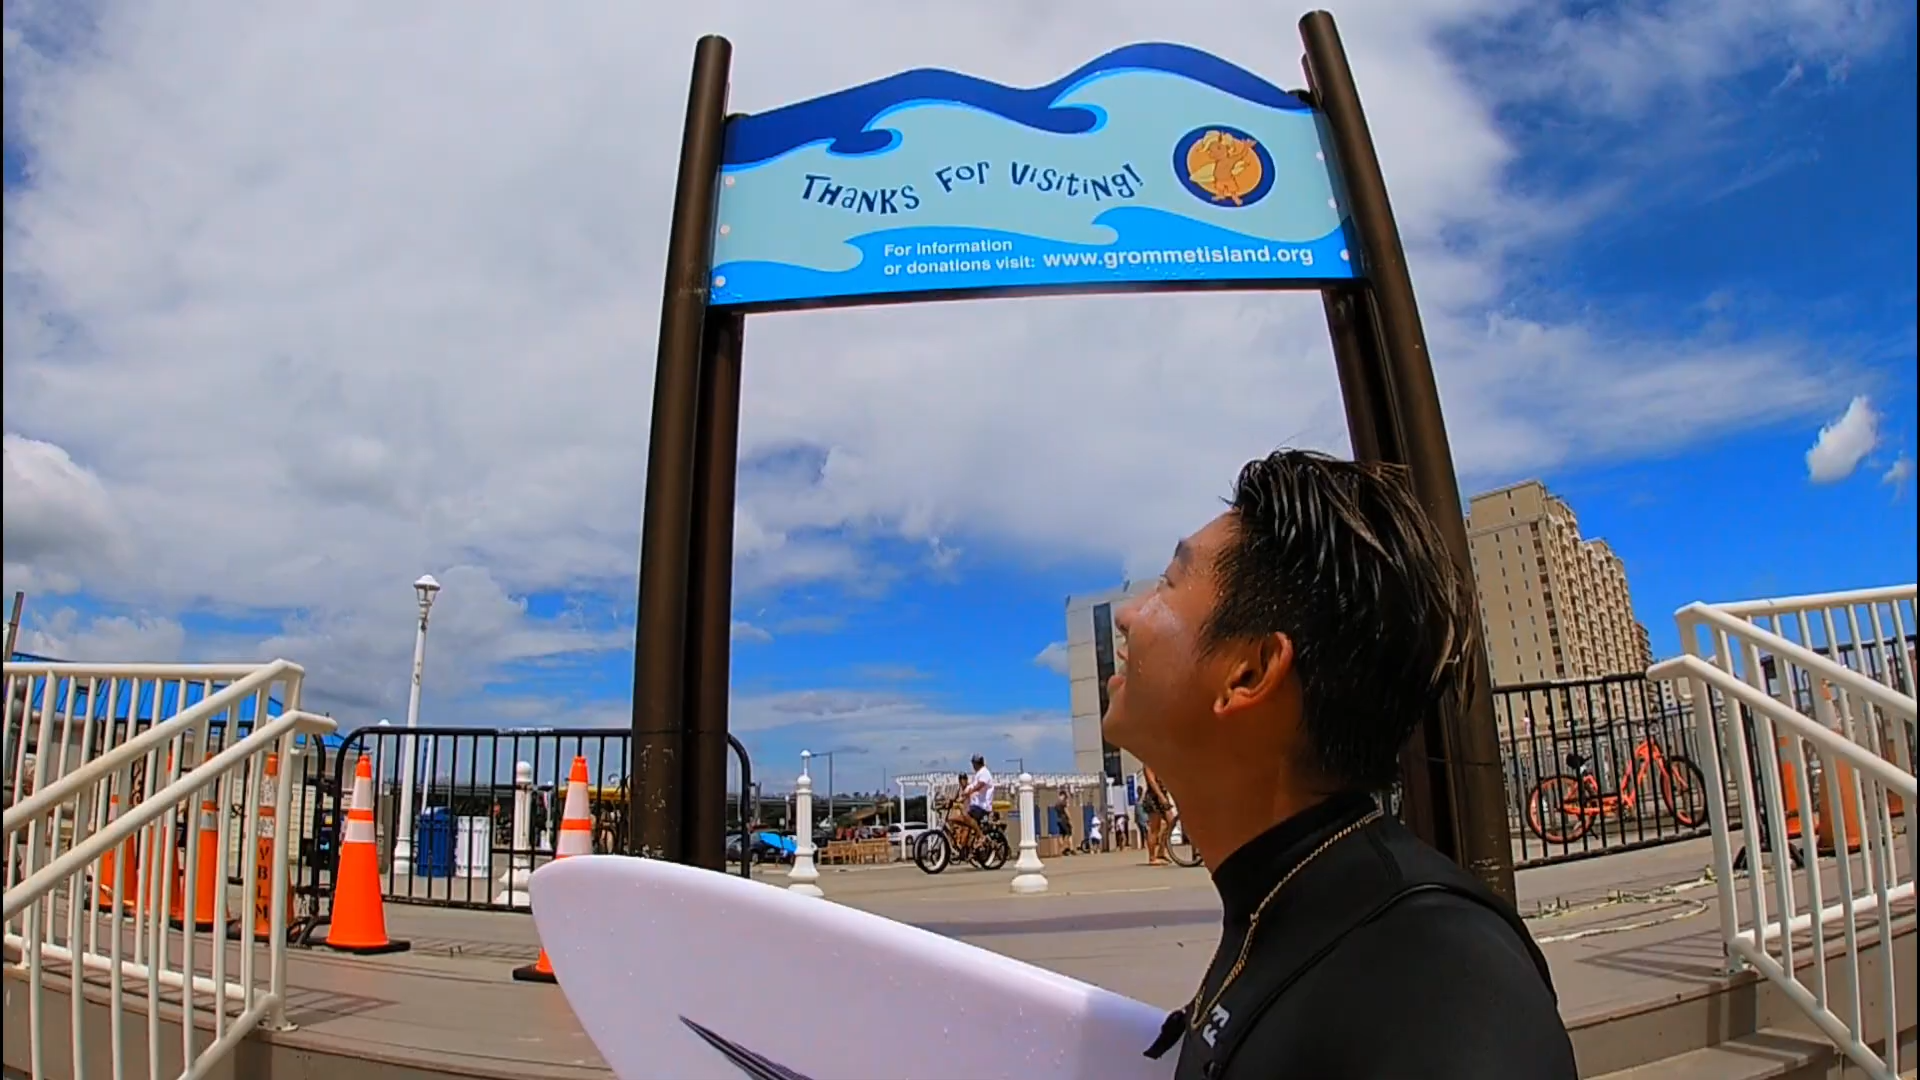 THaNKS For ViSitiNg!
For information
or donations visit: www.grommetisland.org